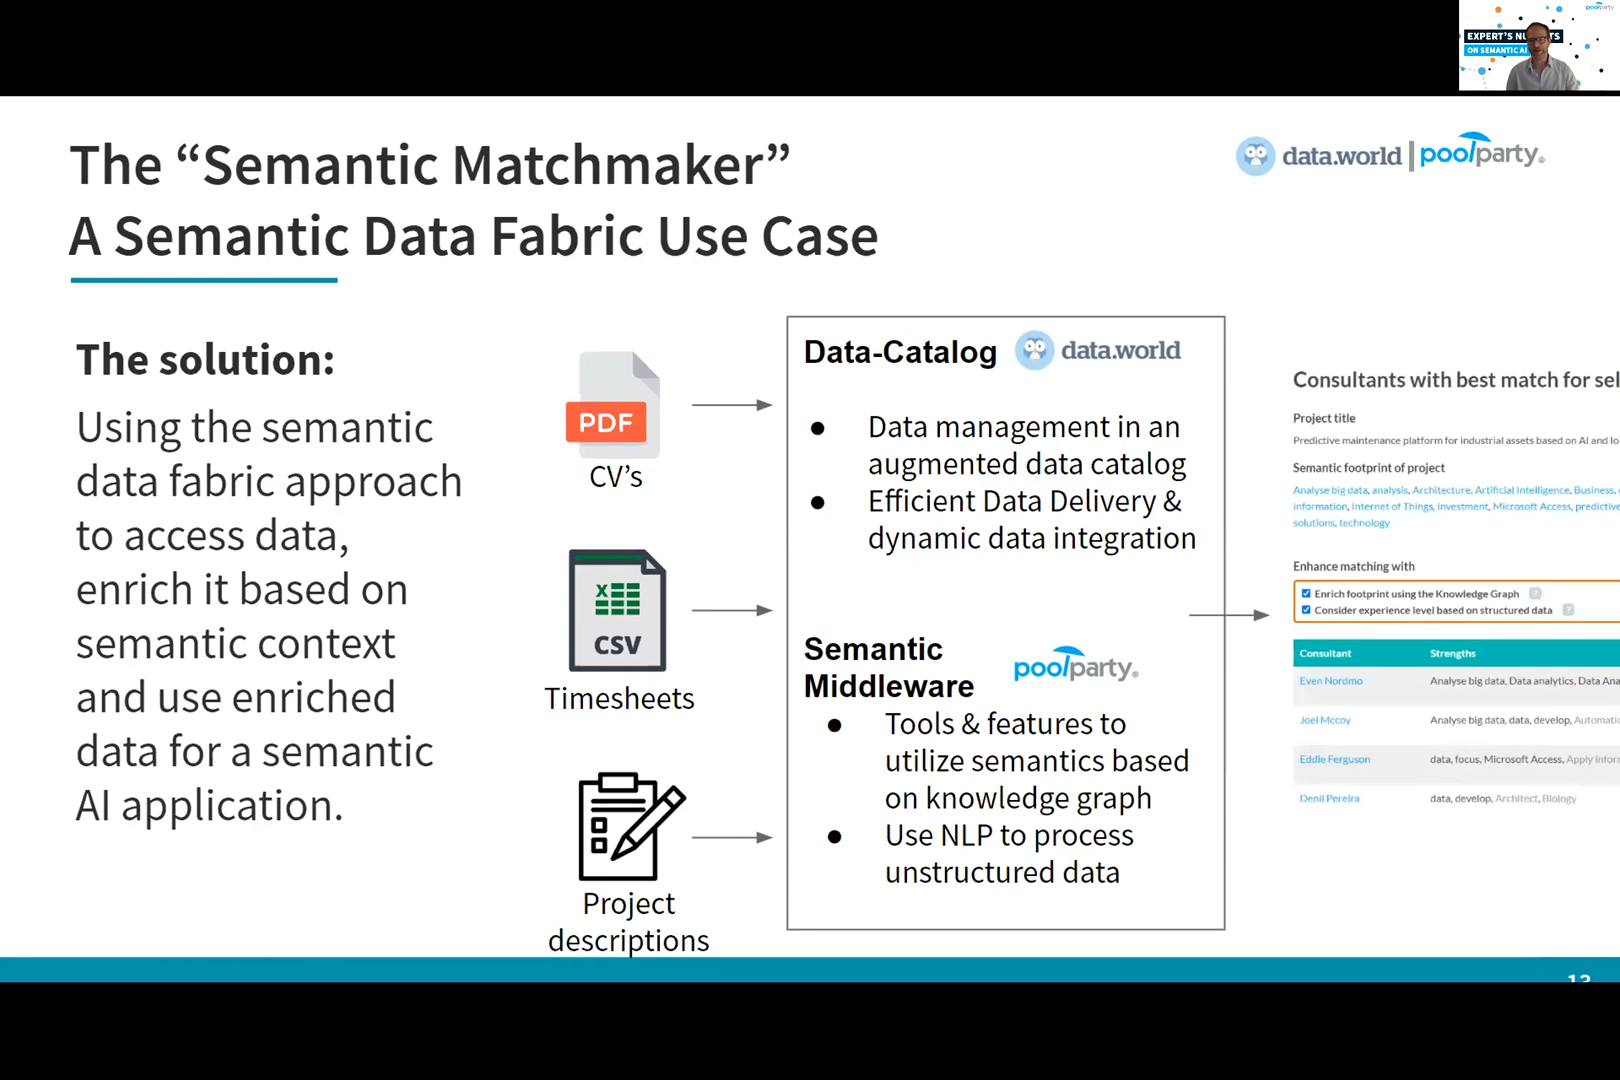 poolparty
EXPERT'S NU
TS
ON SEMANTIC AI
The “Semantic Matchmaker”
A Semantic Data Fabric Use Case
data.world | poolparty®
The solution:
Using the semantic
data fabric approach
to access data,
enrich it based on
semantic context
and use enriched
data for a semantic
AI application.
PDF
CV's
CSV
Timesheets
Project
descriptions
Data-Catalog data.world
● Data management in an
augmented data catalog
● Efficient Data Delivery &
dynamic data integration
Semantic
Middleware poolparty®
● Tools & features to
utilize semantics based
on knowledge graph
● Use NLP to process
unstructured data
Consultants with best match for sel
Project title
Predictive maintenance platform for industrial assets based on AI and Io
Semantic footprint of project
Analyse big data, analysis, Architecture, Artificial Intelligence, Business,
information, Internet of Things, investment, Microsoft Access, predictive
solutions, technology
Enhance matching with
Enrich footprint using the Knowledge Graph ?
Consider experience level based on structured data ?
Consultant Strengths
Even Nordmo Analyse big data, Data analytics, Data Ana
Joel Mccoy Analyse big data, data, develop, Automatic
Eddie Ferguson data, focus, Microsoft Access, Apply infor
Denil Pereira data, develop, Architect, Biology